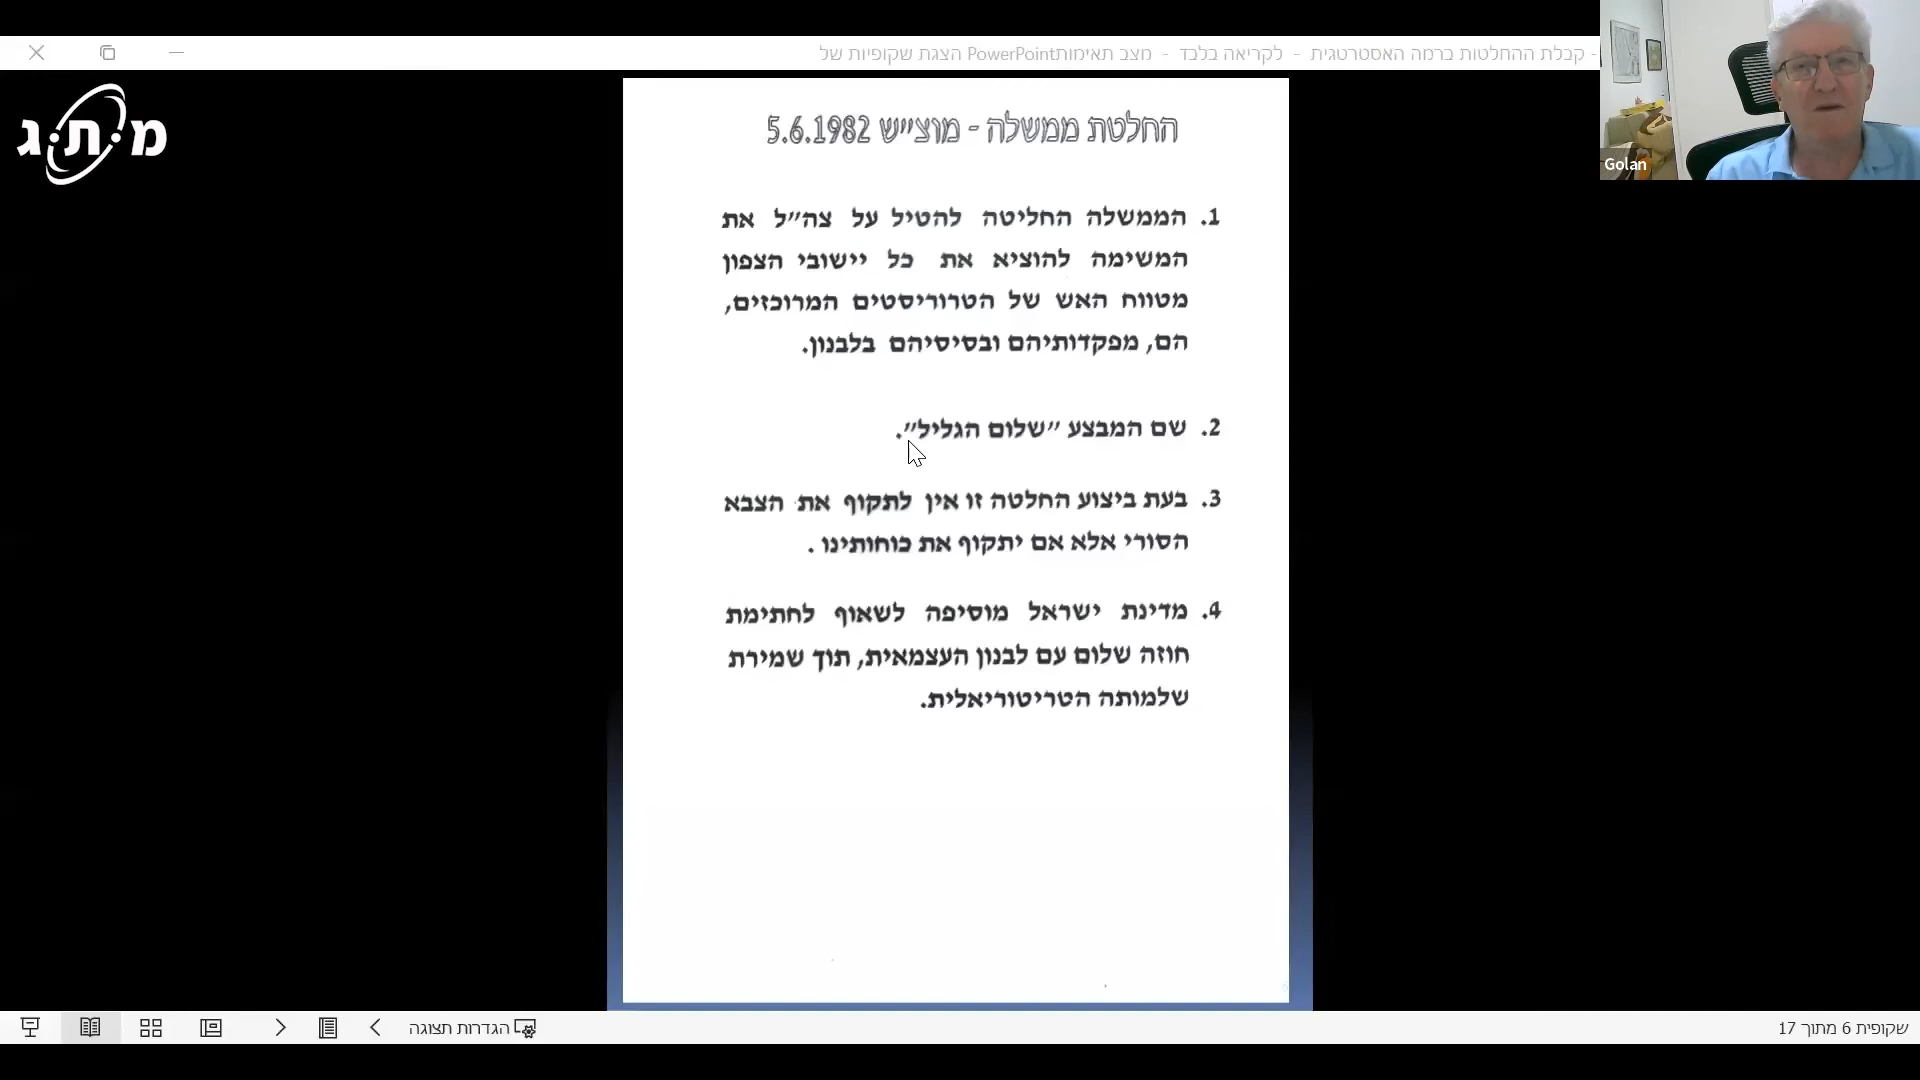 - קבלת ההחלטות ברמה האסטרטגית - לקריאה בלבד - מצב תאימותPowerPoint הצגת שקופיות של
מ.ת.ג
Golan
החלטת ממשלה - מוצ״ש 5.6.1982
1. הממשלה החליטה להטיל על צה״ל את
המשימה להוציא את כל יישובי הצפון
מטווח האש של הטרוריסטים המרוכזים,
הם, מפקדותיהם ובסיסיהם בלבנון.
2. שם המבצע ״שלום הגליל״.
3. בעת ביצוע החלטה זו אין לתקוף את הצבא
הסורי אלא אם יתקוף את כוחותינו .
4. מדינת ישראל מוסיפה לשאוף לחתימת
חוזה שלום עם לבנון העצמאית, תוך שמירת
שלמותה הטריטוריאלית.
שקופית 6 מתוך 17
הגדרות תצוגה